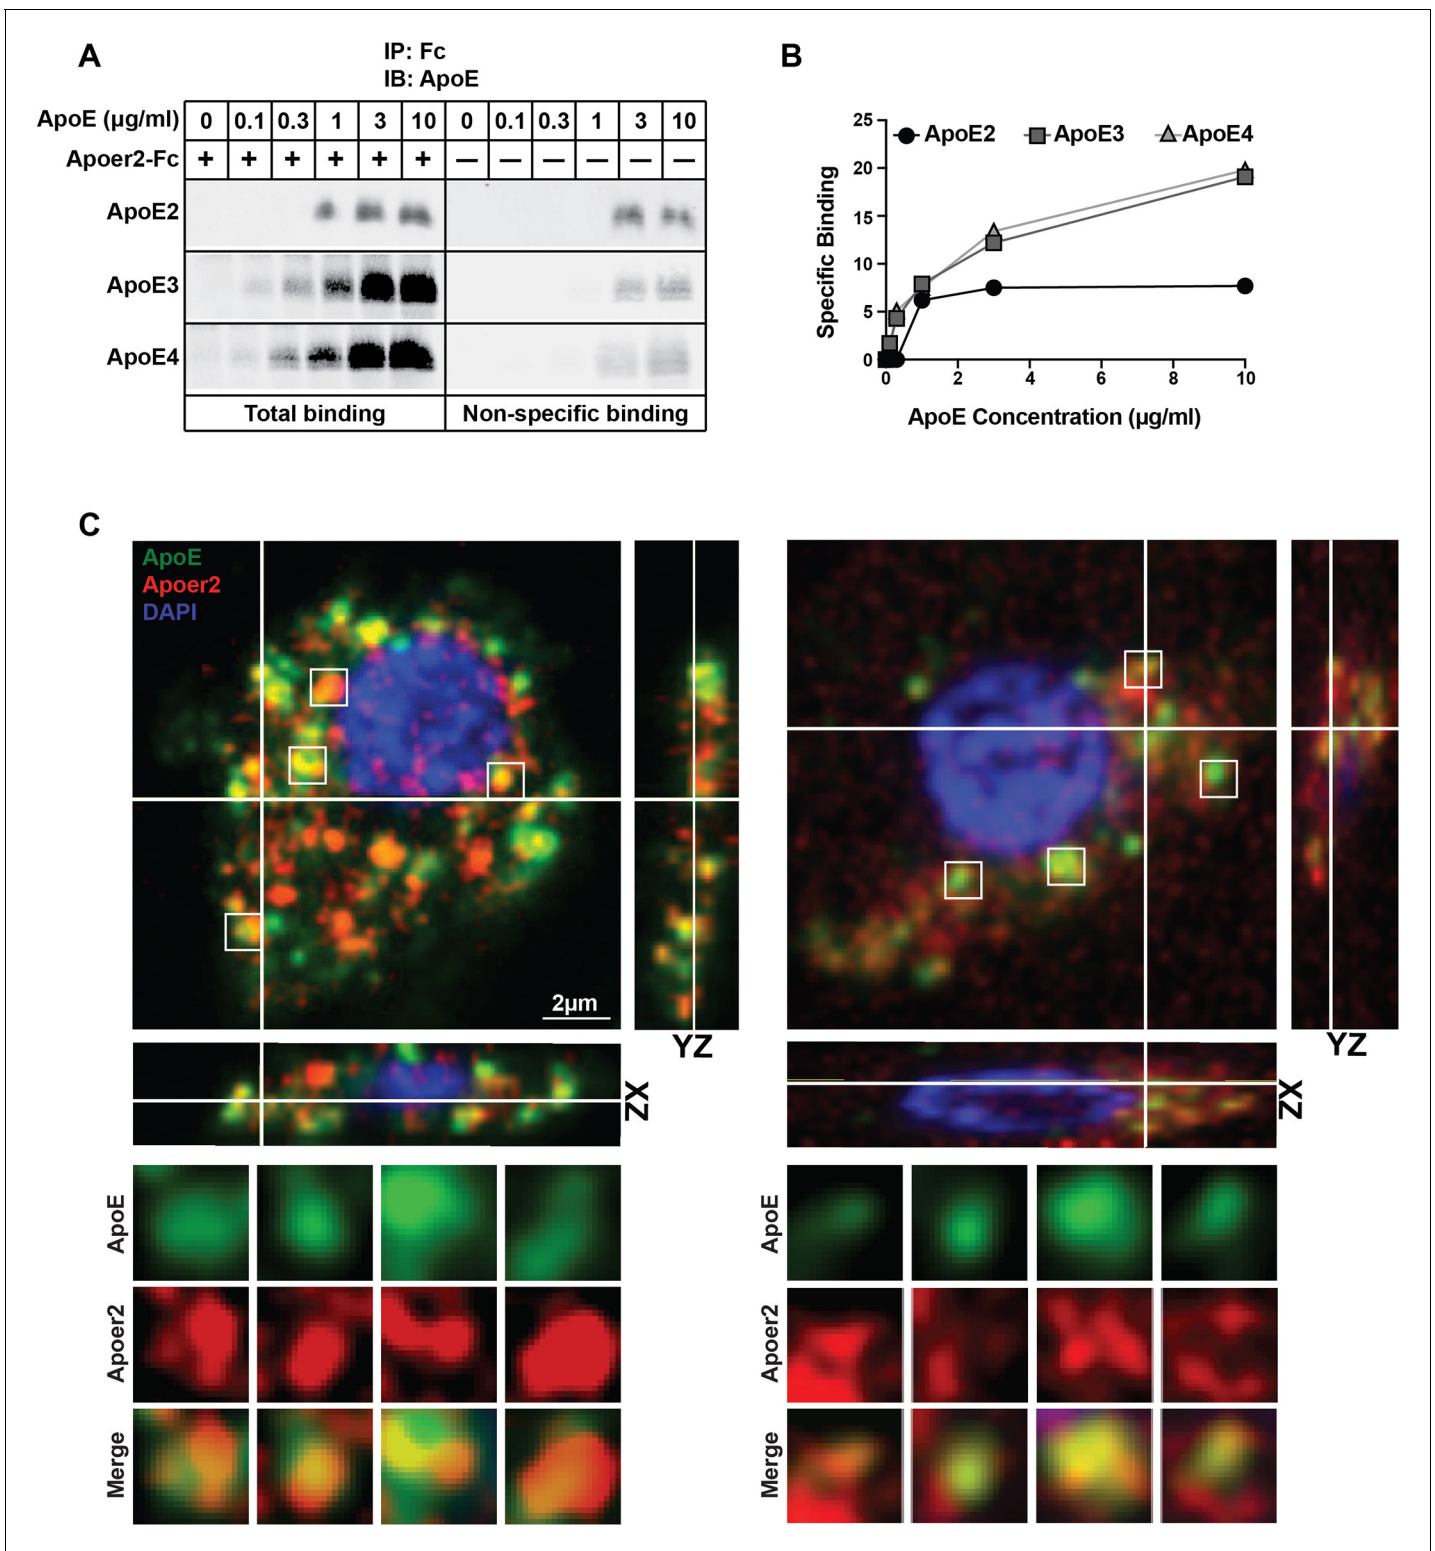 A
IP: Fc
IB: ApoE
ApoE (µg/ml) 0 0.1 0.3 1 3 10 0 0.1 0.3 1 3 10
Apoer2-Fc + + + + + + — — — — — —
ApoE2
ApoE3
ApoE4
Total binding Non-specific binding
B
25
20
15
10
5
0
ApoE2 ApoE3 ApoE4
Specific Binding
0 2 4 6 8 10
ApoE Concentration (µg/ml)
C
ApoE
Apoer2
DAPI
2µm
YZ
XZ
YZ
XZ
ApoE
Apoer2
Merge
ApoE
Apoer2
Merge